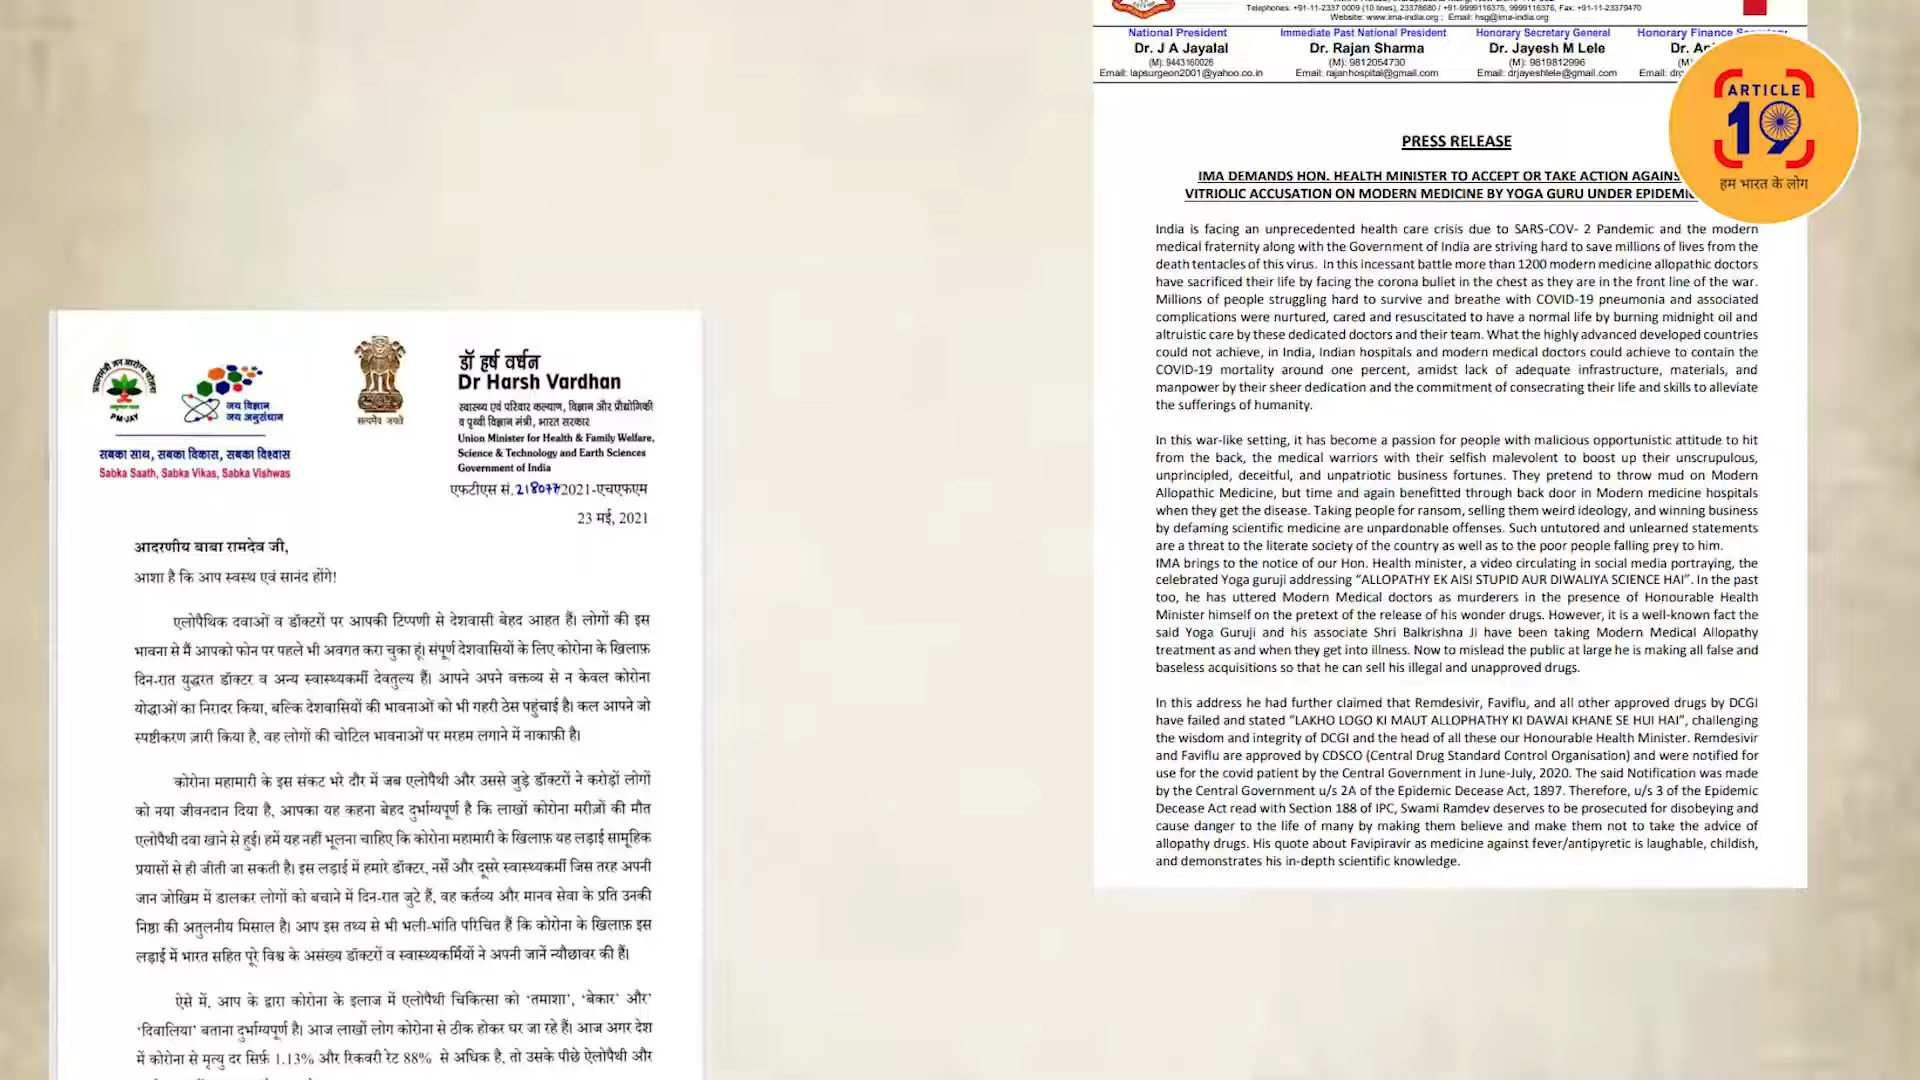 प्रधानमंत्री जन आरोग्य योजना
PM-JAY
जय विज्ञान
जय अनुसंधान
सबका साथ, सबका विकास, सबका विश्वास
Sabka Saath, Sabka Vikas, Sabka Vishwas
सत्यमेव जयते
डॉ हर्ष वर्धन
Dr Harsh Vardhan
स्वास्थ्य एवं परिवार कल्याण, विज्ञान और प्रौद्योगिकी
व पृथ्वी विज्ञान मंत्री, भारत सरकार
Union Minister for Health & Family Welfare,
Science & Technology and Earth Sciences
Government of India
एफटीएस सं.218077/2021-एचएफएम
23 मई, 2021
आदरणीय बाबा रामदेव जी,
आशा है कि आप स्वस्थ एवं सानंद होंगे!
एलोपैथिक दवाओं व डॉक्टरों पर आपकी टिप्पणी से देशवासी बेहद आहत हैं। लोगों की इस
भावना से मैं आपको फोन पर पहले भी अवगत करा चुका हूं। संपूर्ण देशवासियों के लिए कोरोना के खिलाफ़
दिन-रात युद्धरत डॉक्टर व अन्य स्वास्थ्यकर्मी देवतुल्य हैं। आपने अपने वक्तव्य से न केवल कोरोना
योद्धाओं का निरादर किया, बल्कि देशवासियों की भावनाओं को भी गहरी ठेस पहुंचाई है। कल आपने जो
स्पष्टीकरण ज़ारी किया है, वह लोगों की चोटिल भावनाओं पर मरहम लगाने में नाकाफ़ी है।
कोरोना महामारी के इस संकट भरे दौर में जब एलोपैथी और उससे जुड़े डॉक्टरों ने करोड़ों लोगों
को नया जीवनदान दिया है, आपका यह कहना बेहद दुर्भाग्यपूर्ण है कि लाखों कोरोना मरीज़ों की मौत
एलोपैथी दवा खाने से हुई। हमें यह नहीं भूलना चाहिए कि कोरोना महामारी के खिलाफ़ यह लड़ाई सामूहिक
प्रयासों से ही जीती जा सकती है। इस लड़ाई में हमारे डॉक्टर, नर्सें और दूसरे स्वास्थ्यकर्मी जिस तरह अपनी
जान जोखिम में डालकर लोगों को बचाने में दिन-रात जुटे हैं, वह कर्तव्य और मानव सेवा के प्रति उनकी
निष्ठा की अतुलनीय मिसाल है। आप इस तथ्य से भी भली-भांति परिचित हैं कि कोरोना के खिलाफ़ इस
लड़ाई में भारत सहित पूरे विश्व के असंख्य डॉक्टरों व स्वास्थ्यकर्मियों ने अपनी जानें न्यौछावर की हैं।
ऐसे में, आप के द्वारा कोरोना के इलाज में एलोपैथी चिकित्सा को 'तमाशा', 'बेकार' और'
'दिवालिया' बताना दुर्भाग्यपूर्ण है। आज लाखों लोग कोरोना से ठीक होकर घर जा रहे हैं। आज अगर देश
में कोरोना से मृत्यु दर सिर्फ़ 1.13% और रिकवरी रेट 88% से अधिक है, तो उसके पीछे ऐलोपैथी और
Telephones: +91-11-2337 0009 (10 lines), 23378680 / +91-9999116375, 9999116376, Fax: +91-11-23379470
Website: www.ima-india.org ; Email: hsg@ima-india.org
National President
Dr. J A Jayalal
(M): 9443160026
Email: lapsurgeon2001@yahoo.co.in
Immediate Past National President
Dr. Rajan Sharma
(M): 9812054730
Email: rajanhospital@gmail.com
Honorary Secretary General
Dr. Jayesh M Lele
(M): 9819812996
Email: drjayeshlele@gmail.com
Honorary Finance
Dr.
(M)
Email:
ARTICLE
19
हम भारत के लोग
PRESS RELEASE
IMA DEMANDS HON. HEALTH MINISTER TO ACCEPT OR TAKE ACTION
VITRIOLIC ACCUSATION ON MODERN MEDICINE BY YOGA GURU UNDER
India is facing an unprecedented health care crisis due to SARS-COV- 2 Pandemic and the modern
medical fraternity along with the Government of India are striving hard to save millions of lives from the
death tentacles of this virus. In this incessant battle more than 1200 modern medicine allopathic doctors
have sacrificed their life by facing the corona bullet in the chest as they are in the front line of the war.
Millions of people struggling hard to survive and breathe with COVID-19 pneumonia and associated
complications were nurtured, cared and resuscitated to have a normal life by burning midnight oil and
altruistic care by these dedicated doctors and their team. What the highly advanced developed countries
could not achieve, in India, Indian hospitals and modern medical doctors could achieve to contain the
COVID-19 mortality around one percent, amidst lack of adequate infrastructure, materials, and
manpower by their sheer dedication and the commitment of consecrating their life and skills to alleviate
the sufferings of humanity.
In this war-like setting, it has become a passion for people with malicious opportunistic attitude to hit
from the back, the medical warriors with their selfish malevolent to boost up their unscrupulous,
unprincipled, deceitful, and unpatriotic business fortunes. They pretend to throw mud on Modern
Allopathic Medicine, but time and again benefitted through back door in Modern medicine hospitals
when they get the disease. Taking people for ransom, selling them weird ideology, and winning business
by defaming scientific medicine are unpardonable offenses. Such untutored and unlearned statements
are a threat to the literate society of the country as well as to the poor people falling prey to him.
IMA brings to the notice of our Hon. Health minister, a video circulating in social media portraying, the
celebrated Yoga guruji addressing “ALLOPATHY EK AISI STUPID AUR DIWALIYA SCIENCE HAI”. In the past
too, he has uttered Modern Medical doctors as murderers in the presence of Honourable Health
Minister himself on the pretext of the release of his wonder drugs. However, it is a well-known fact the
said Yoga Guruji and his associate Shri Balkrishna Ji have been taking Modern Medical Allopathy
treatment as and when they get into illness. Now to mislead the public at large he is making all false and
baseless acquisitions so that he can sell his illegal and unapproved drugs.
In this address he had further claimed that Remdesivir, Faviflu, and all other approved drugs by DCGI
have failed and stated “LAKHO LOGO KI MAUT ALLOPHATHY KI DAWAI KHANE SE HUI HAI”, challenging
the wisdom and integrity of DCGI and the head of all these our Honourable Health Minister. Remdesivir
and Faviflu are approved by CDSCO (Central Drug Standard Control Organisation) and were notified for
use for the covid patient by the Central Government in June-July, 2020. The said Notification was made
by the Central Government u/s 2A of the Epidemic Decease Act, 1897. Therefore, u/s 3 of the Epidemic
Decease Act read with Section 188 of IPC, Swami Ramdev deserves to be prosecuted for disobeying and
cause danger to the life of many by making them believe and make them not to take the advice of
allopathy drugs. His quote about Favipiravir as medicine against fever/antipyretic is laughable, childish,
and demonstrates his in-depth scientific knowledge.